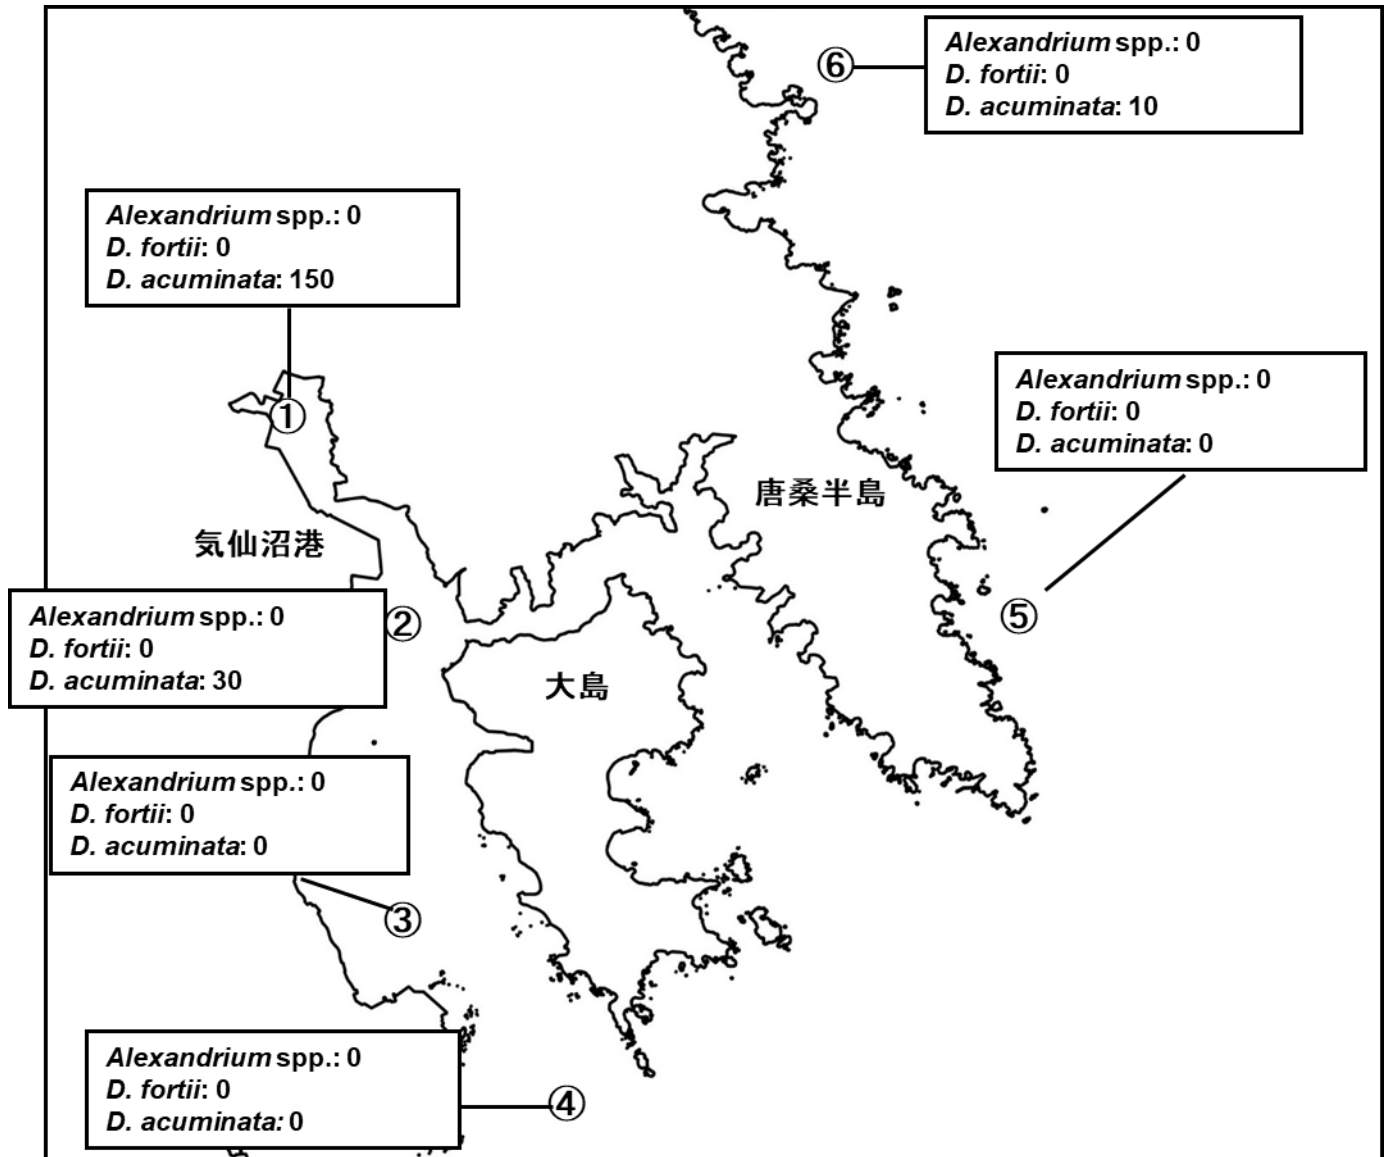 ⑥
Alexandrium spp.: 0
D. fortii: 0
D. acuminata: 10
Alexandrium spp.: 0
D. fortii: 0
D. acuminata: 150
①
Alexandrium spp.: 0
D. fortii: 0
D. acuminata: 0
唐桑半島
気仙沼港
Alexandrium spp.: 0
D. fortii: 0
D. acuminata: 30
②
⑤
大島
Alexandrium spp.: 0
D. fortii: 0
D. acuminata: 0
③
Alexandrium spp.: 0
D. fortii: 0
D. acuminata: 0
④